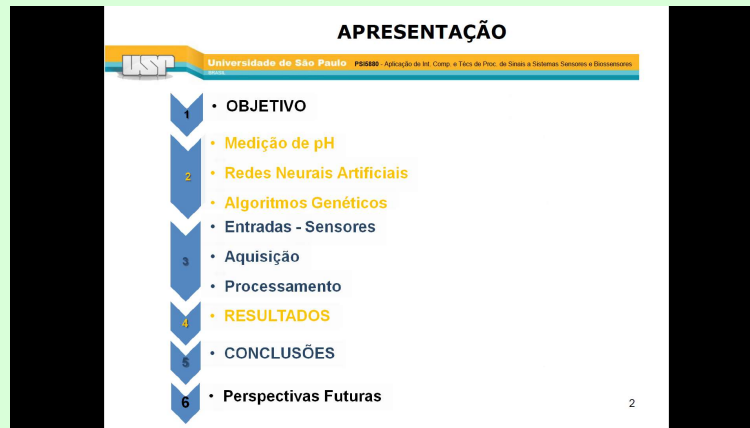 APRESENTAÇÃO
USP
Universidade de São Paulo PSI5880 - Aplicação de Int. Comp. e Técs de Proc. de Sinais a Sistemas Sensores e Biossensores
BRASIL
1 • OBJETIVO
• Medição de pH
2 • Redes Neurais Artificiais
• Algoritmos Genéticos
• Entradas - Sensores
3 • Aquisição
• Processamento
4 • RESULTADOS
5 • CONCLUSÕES
6 • Perspectivas Futuras
2